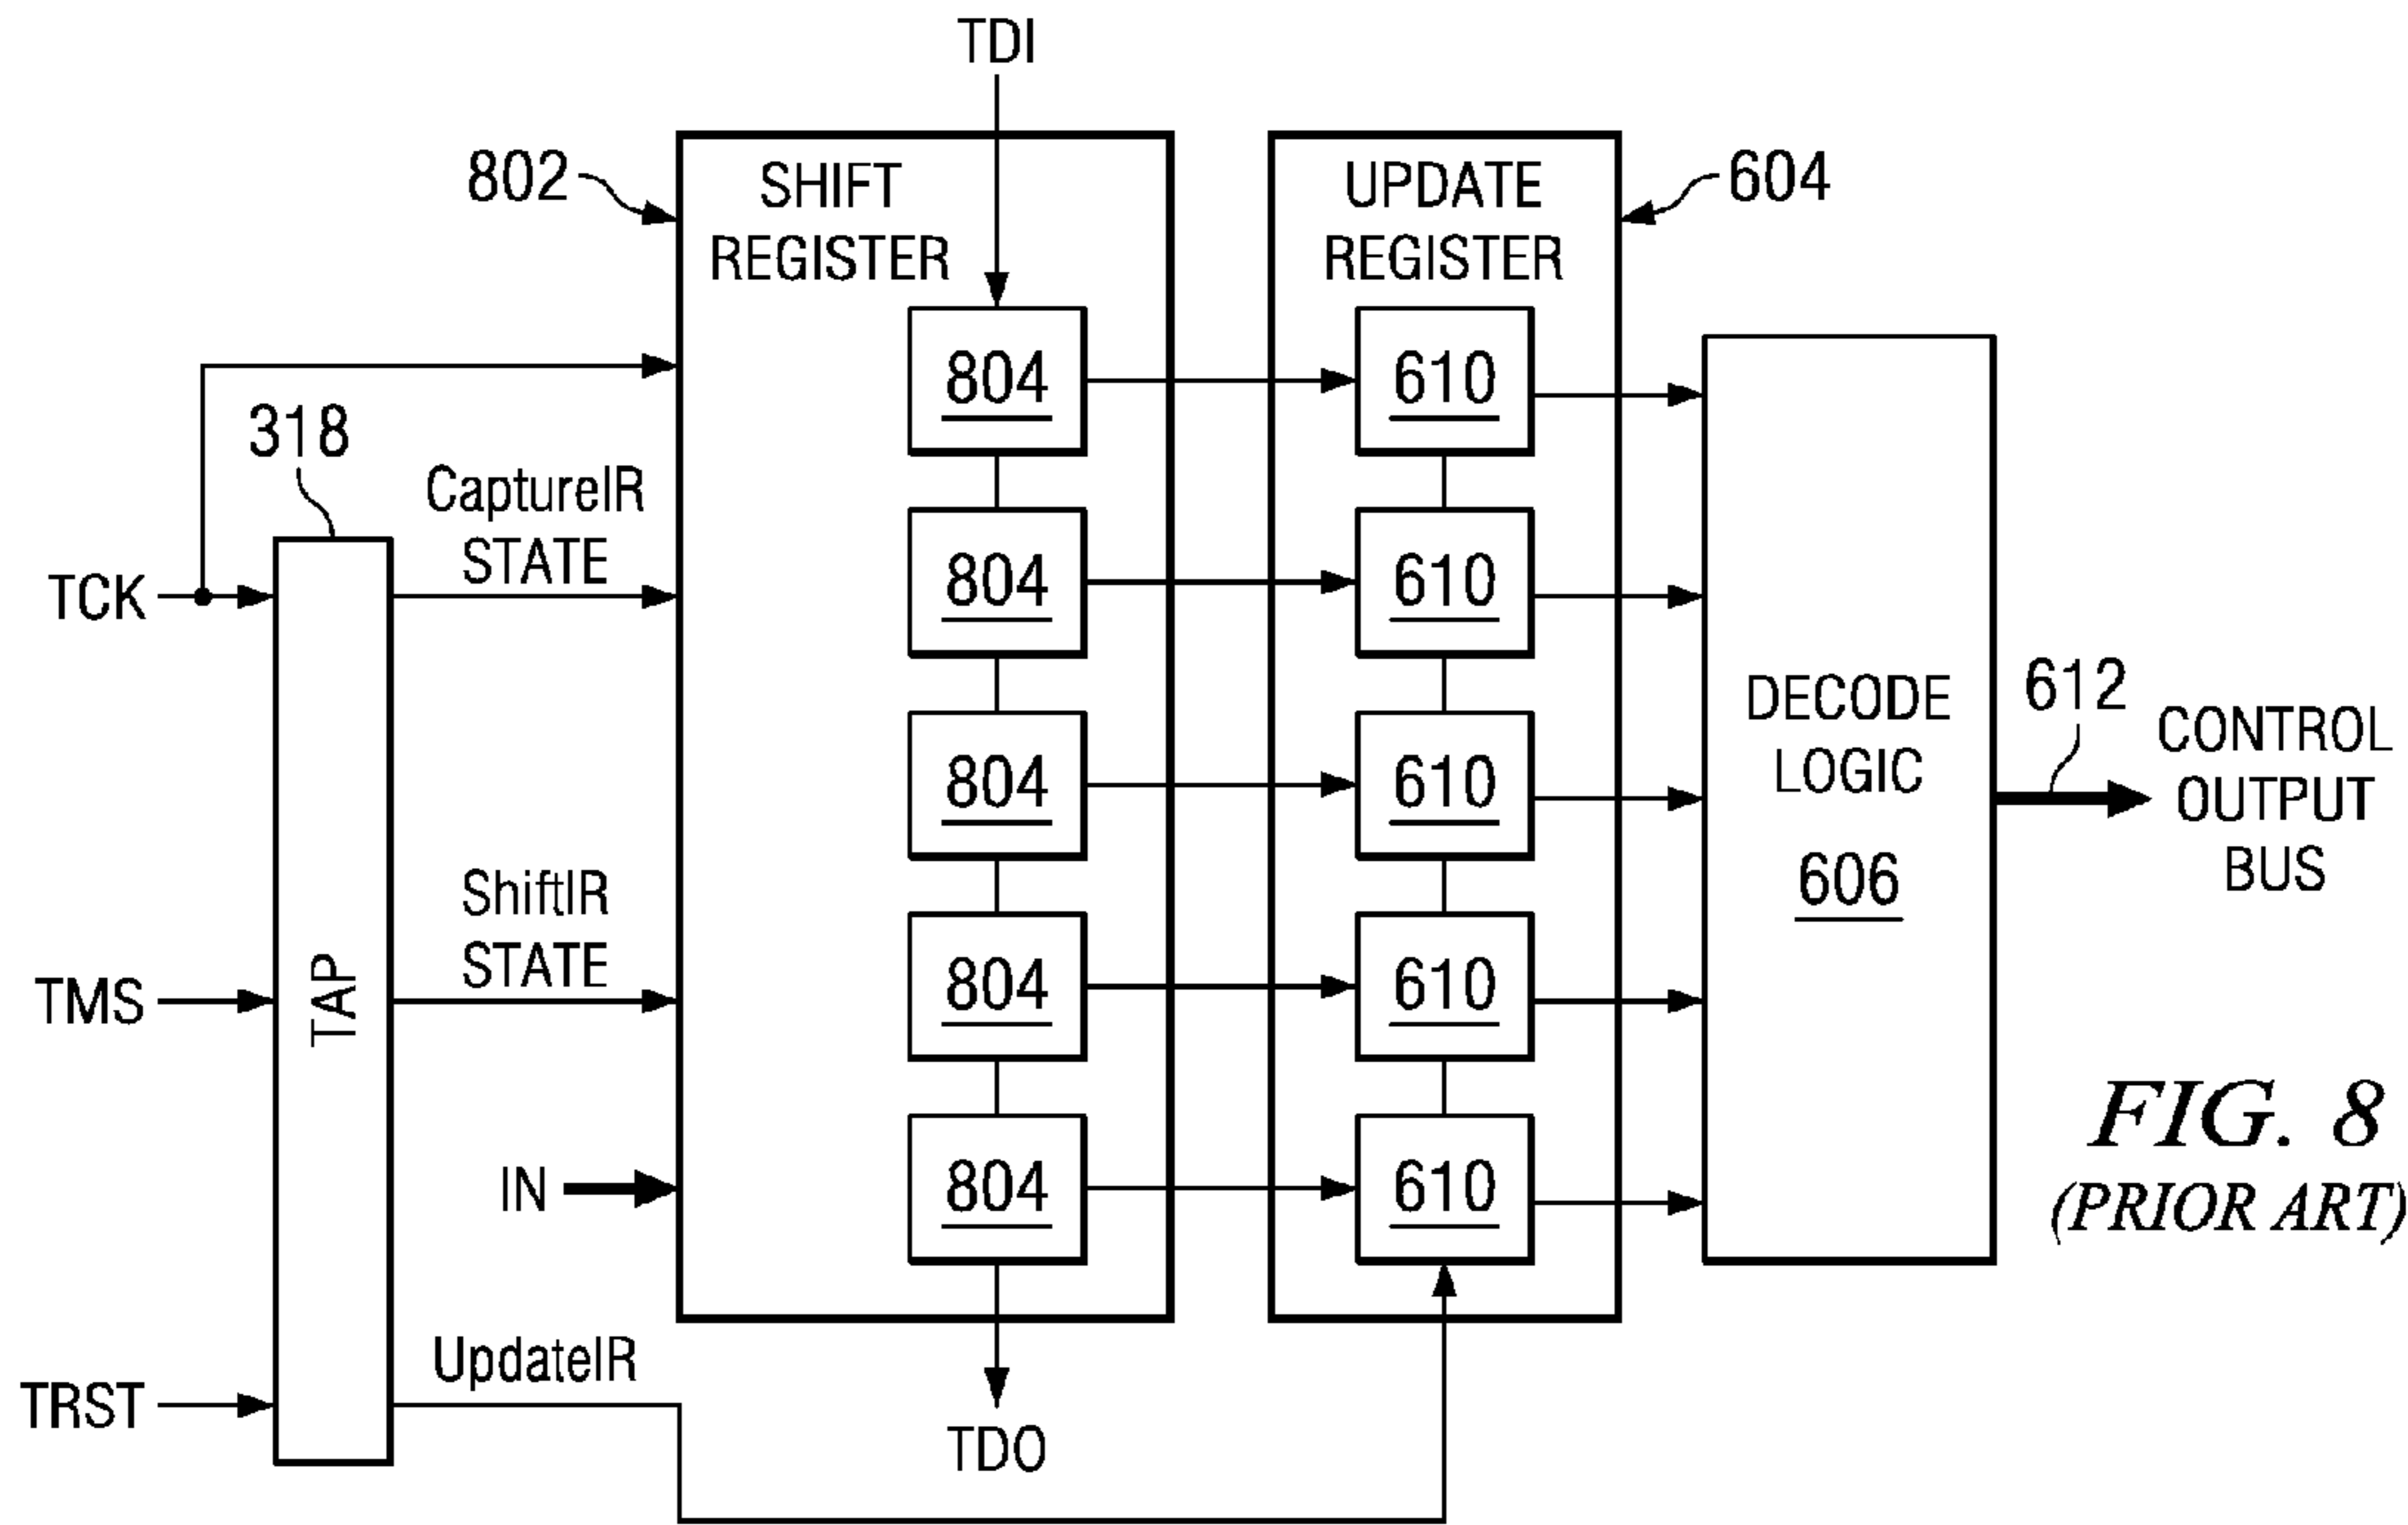 TDI
802
SHIFT
REGISTER
UPDATE
REGISTER
604
804
610
318
CaptureIR
STATE
TCK
804
610
804
610
DECODE
LOGIC
606
612
CONTROL
OUTPUT
BUS
ShiftIR
STATE
TMS
TAP
804
610
IN
804
610
FIG. 8
(PRIOR ART)
UpdateIR
TRST
TDO